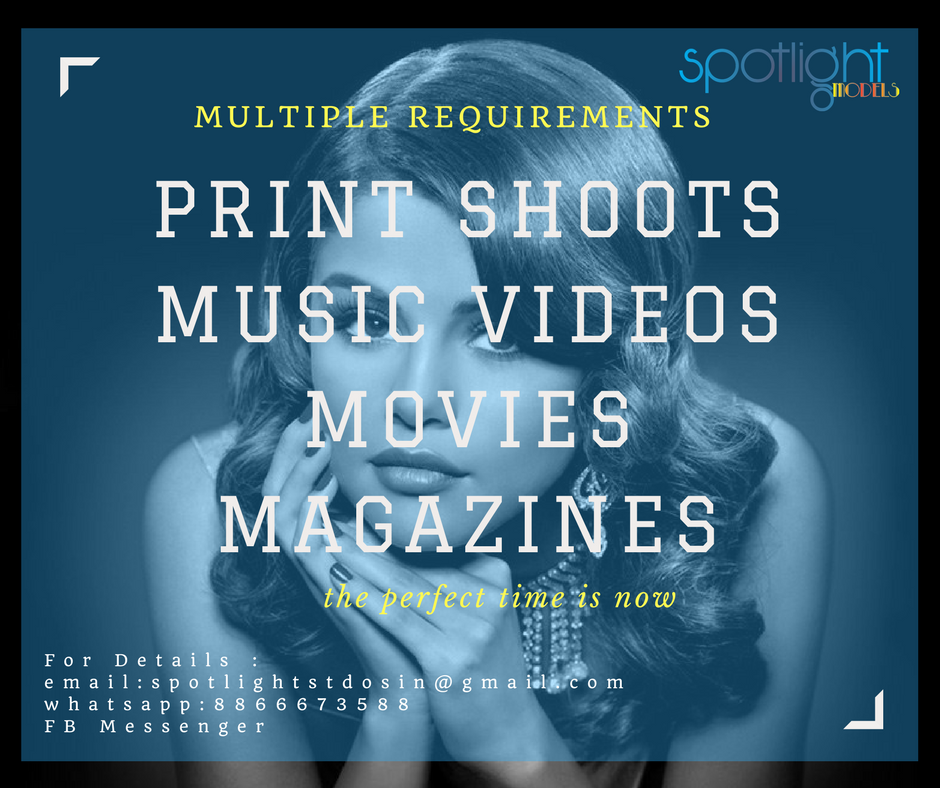 spotlight
MODELS
MULTIPLE REQUIREMENTS
PRINT SHOOTS
MUSIC VIDEOS
MOVIES
MAGAZINES
the perfect time is now
For Details :
email:spotlightstdosin@gmail.com
whatsapp:8866673588
FB Messenger